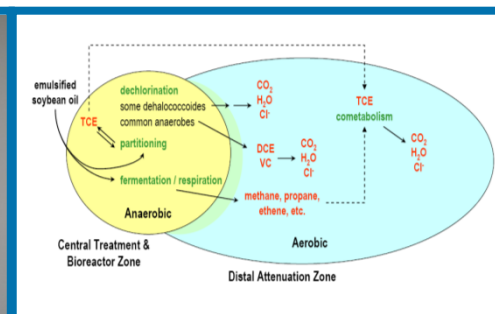 emulsified
soybean oil
TCE
dechlorination
some dehalococcoides
common anaerobes
partitioning
fermentation / respiration
Anaerobic
Central Treatment &
Bioreactor Zone
CO2
H2O
Cl-
DCE
VC
CO2
H2O
Cl-
methane, propane,
ethene, etc.
TCE
cometabolism
CO2
H2O
Cl-
Aerobic
Distal Attenuation Zone